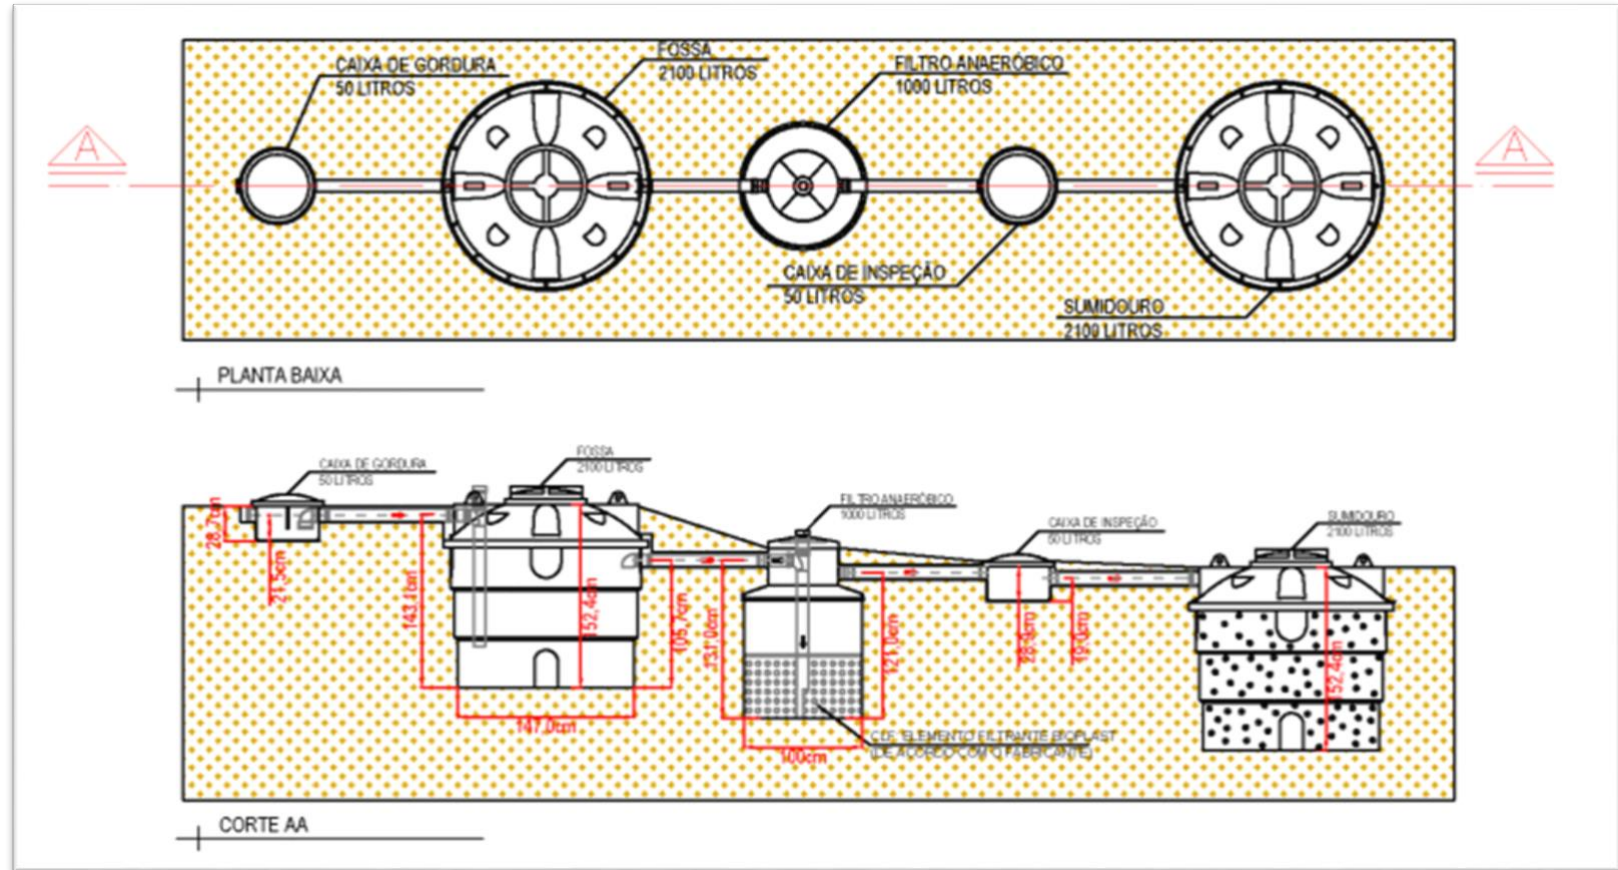 CAIXA DE GORDURA
50 LITROS
FOSSA
2100 LITROS
FILTRO ANAERÓBICO
1000 LITROS
A
A
CAIXA DE INSPEÇÃO
50 LITROS
SUMIDOURO
2100 LITROS
PLANTA BAIXA
CAIXA DE GORDURA
50 LITROS
FOSSA
2100 LITROS
FILTRO ANAERÓBICO
1000 LITROS
CAIXA DE INSPEÇÃO
50 LITROS
SUMIDOURO
2100 LITROS
28,7cm
21,5cm
143,1cm
152,4cm
105,7cm
131,0cm
121,0cm
19,0cm
152,4cm
147,0cm
100cm
ELEMENTO FILTRANTE BIOPLAST
(DE ACORDO COM O FABRICANTE)
CORTE AA